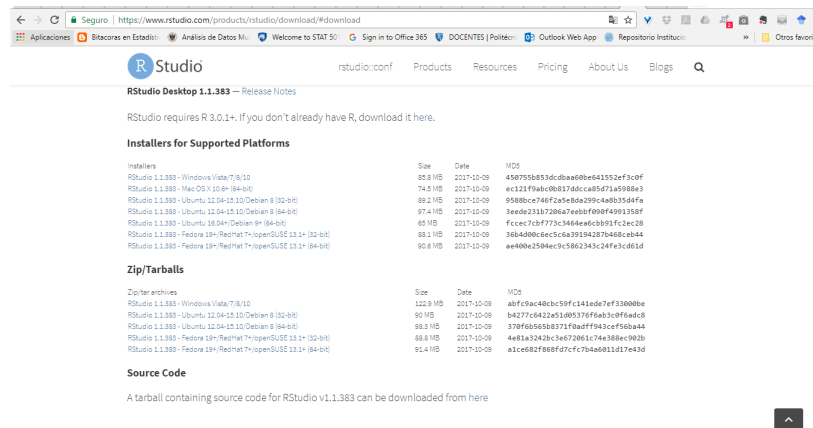 Seguro | https://www.rstudio.com/products/rstudio/download/#download
Aplicaciones Bitacoras en Estadísti Análisis de Datos Mu Welcome to STAT 50 Sign in to Office 365 DOCENTES | Politécni Outlook Web App Repositorio Institucio » Otros favori
R Studio rstudio::conf Products Resources Pricing About Us Blogs
RStudio Desktop 1.1.383 — Release Notes
RStudio requires R 3.0.1+. If you don't already have R, download it here.
Installers for Supported Platforms
Installers Size Date MD5
RStudio 1.1.383 - Windows Vista/7/8/10 85.8 MB 2017-10-09 450755b853dcdbaa60be641552ef3c0f
RStudio 1.1.383 - Mac OS X 10.6+ (64-bit) 74.5 MB 2017-10-09 ec121f9abc0b817ddcca85d71a5988e3
RStudio 1.1.383 - Ubuntu 12.04-15.10/Debian 8 (32-bit) 89.2 MB 2017-10-09 9588bce746f2a5e8da299c4a8b35d4fa
RStudio 1.1.383 - Ubuntu 12.04-15.10/Debian 8 (64-bit) 97.4 MB 2017-10-09 3eede231b7206a7eebbf090f4991358f
RStudio 1.1.383 - Ubuntu 16.04+/Debian 9+ (64-bit) 65 MB 2017-10-09 fccec7cbf773c3464ea6cbb91fc2ec28
RStudio 1.1.383 - Fedora 19+/RedHat 7+/openSUSE 13.1+ (32-bit) 88.1 MB 2017-10-09 36b4d00c6ec5c6a39194287b468ceb44
RStudio 1.1.383 - Fedora 19+/RedHat 7+/openSUSE 13.1+ (64-bit) 90.6 MB 2017-10-09 ae400e2504ec9c5862343c24fe3cd61d
Zip/Tarballs
Zip/tar archives Size Date MD5
RStudio 1.1.383 - Windows Vista/7/8/10 122.9 MB 2017-10-09 abfc9ac40cbc59fc141ede7ef33000be
RStudio 1.1.383 - Ubuntu 12.04-15.10/Debian 8 (32-bit) 90 MB 2017-10-09 b4277c6422a51d05376f6ab3c0f6adc8
RStudio 1.1.383 - Ubuntu 12.04-15.10/Debian 8 (64-bit) 98.3 MB 2017-10-09 370f6b565b8371f0adff943cef56ba44
RStudio 1.1.383 - Fedora 19+/RedHat 7+/openSUSE 13.1+ (32-bit) 88.8 MB 2017-10-09 4e81a3242bc3e672061c74e388ec902b
RStudio 1.1.383 - Fedora 19+/RedHat 7+/openSUSE 13.1+ (64-bit) 91.4 MB 2017-10-09 a1ce682f868fd7cfc7b4a6011d17e43d
Source Code
A tarball containing source code for RStudio v1.1.383 can be downloaded from here